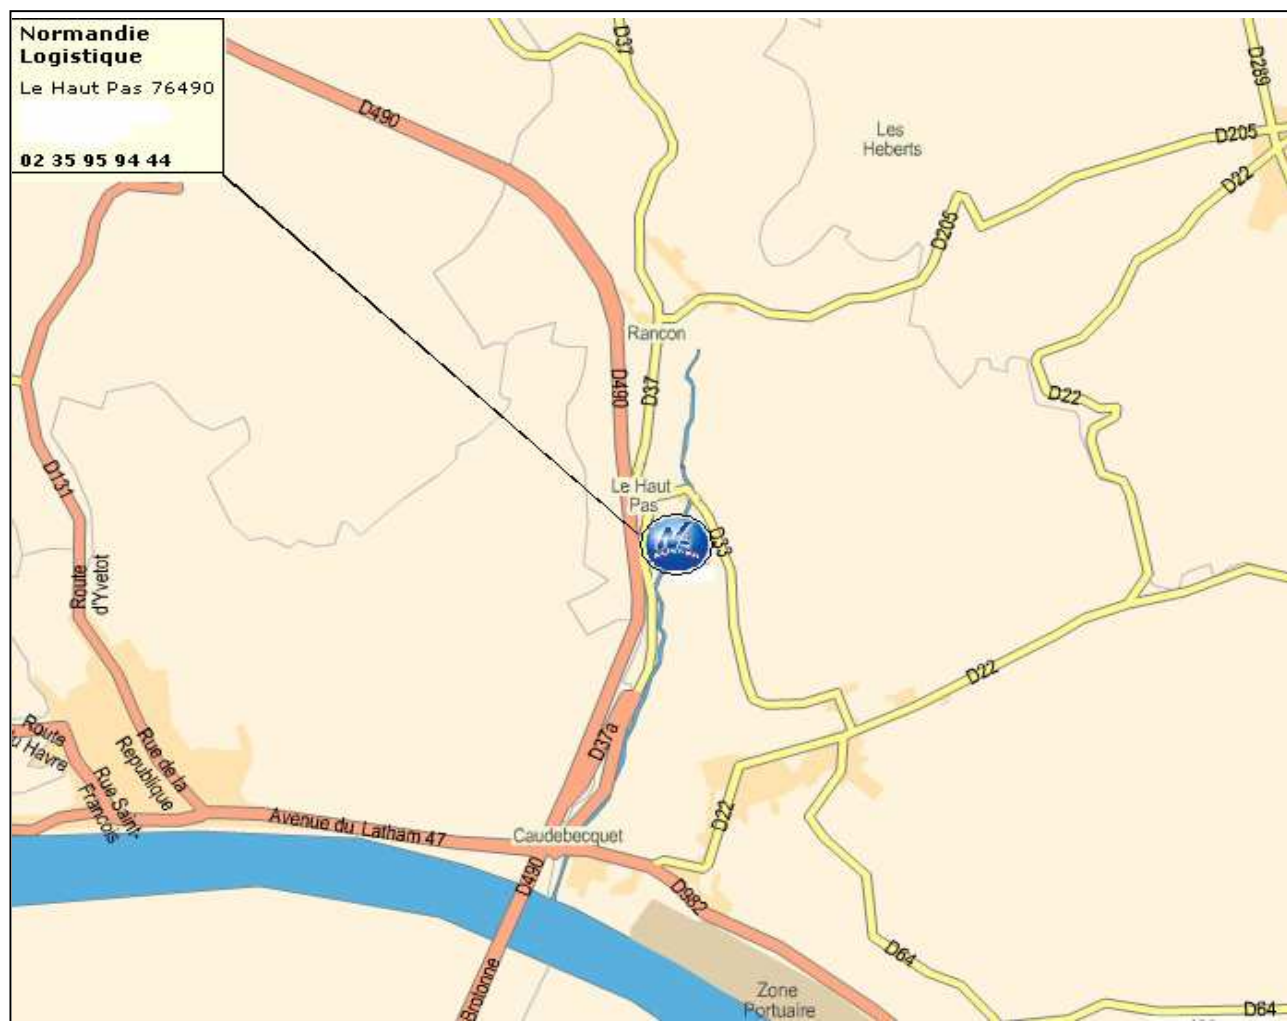 Normandie
Logistique
Le Haut Pas 76490
02 35 95 94 44
D37
D289
D490
Les
Heberts
D205
D22
D205
Rancon
D490
D37
D22
Le Haut
Pas
D131
D33
Route
d'Yvetot
D22
Route
u Havre
Rue de la
Republique
D37a
Rue Saint-
Francois
Avenue du Latham 47
Caudebecquet
D22
D490
D982
D64
Brotonne
Zone
Portuaire
D64